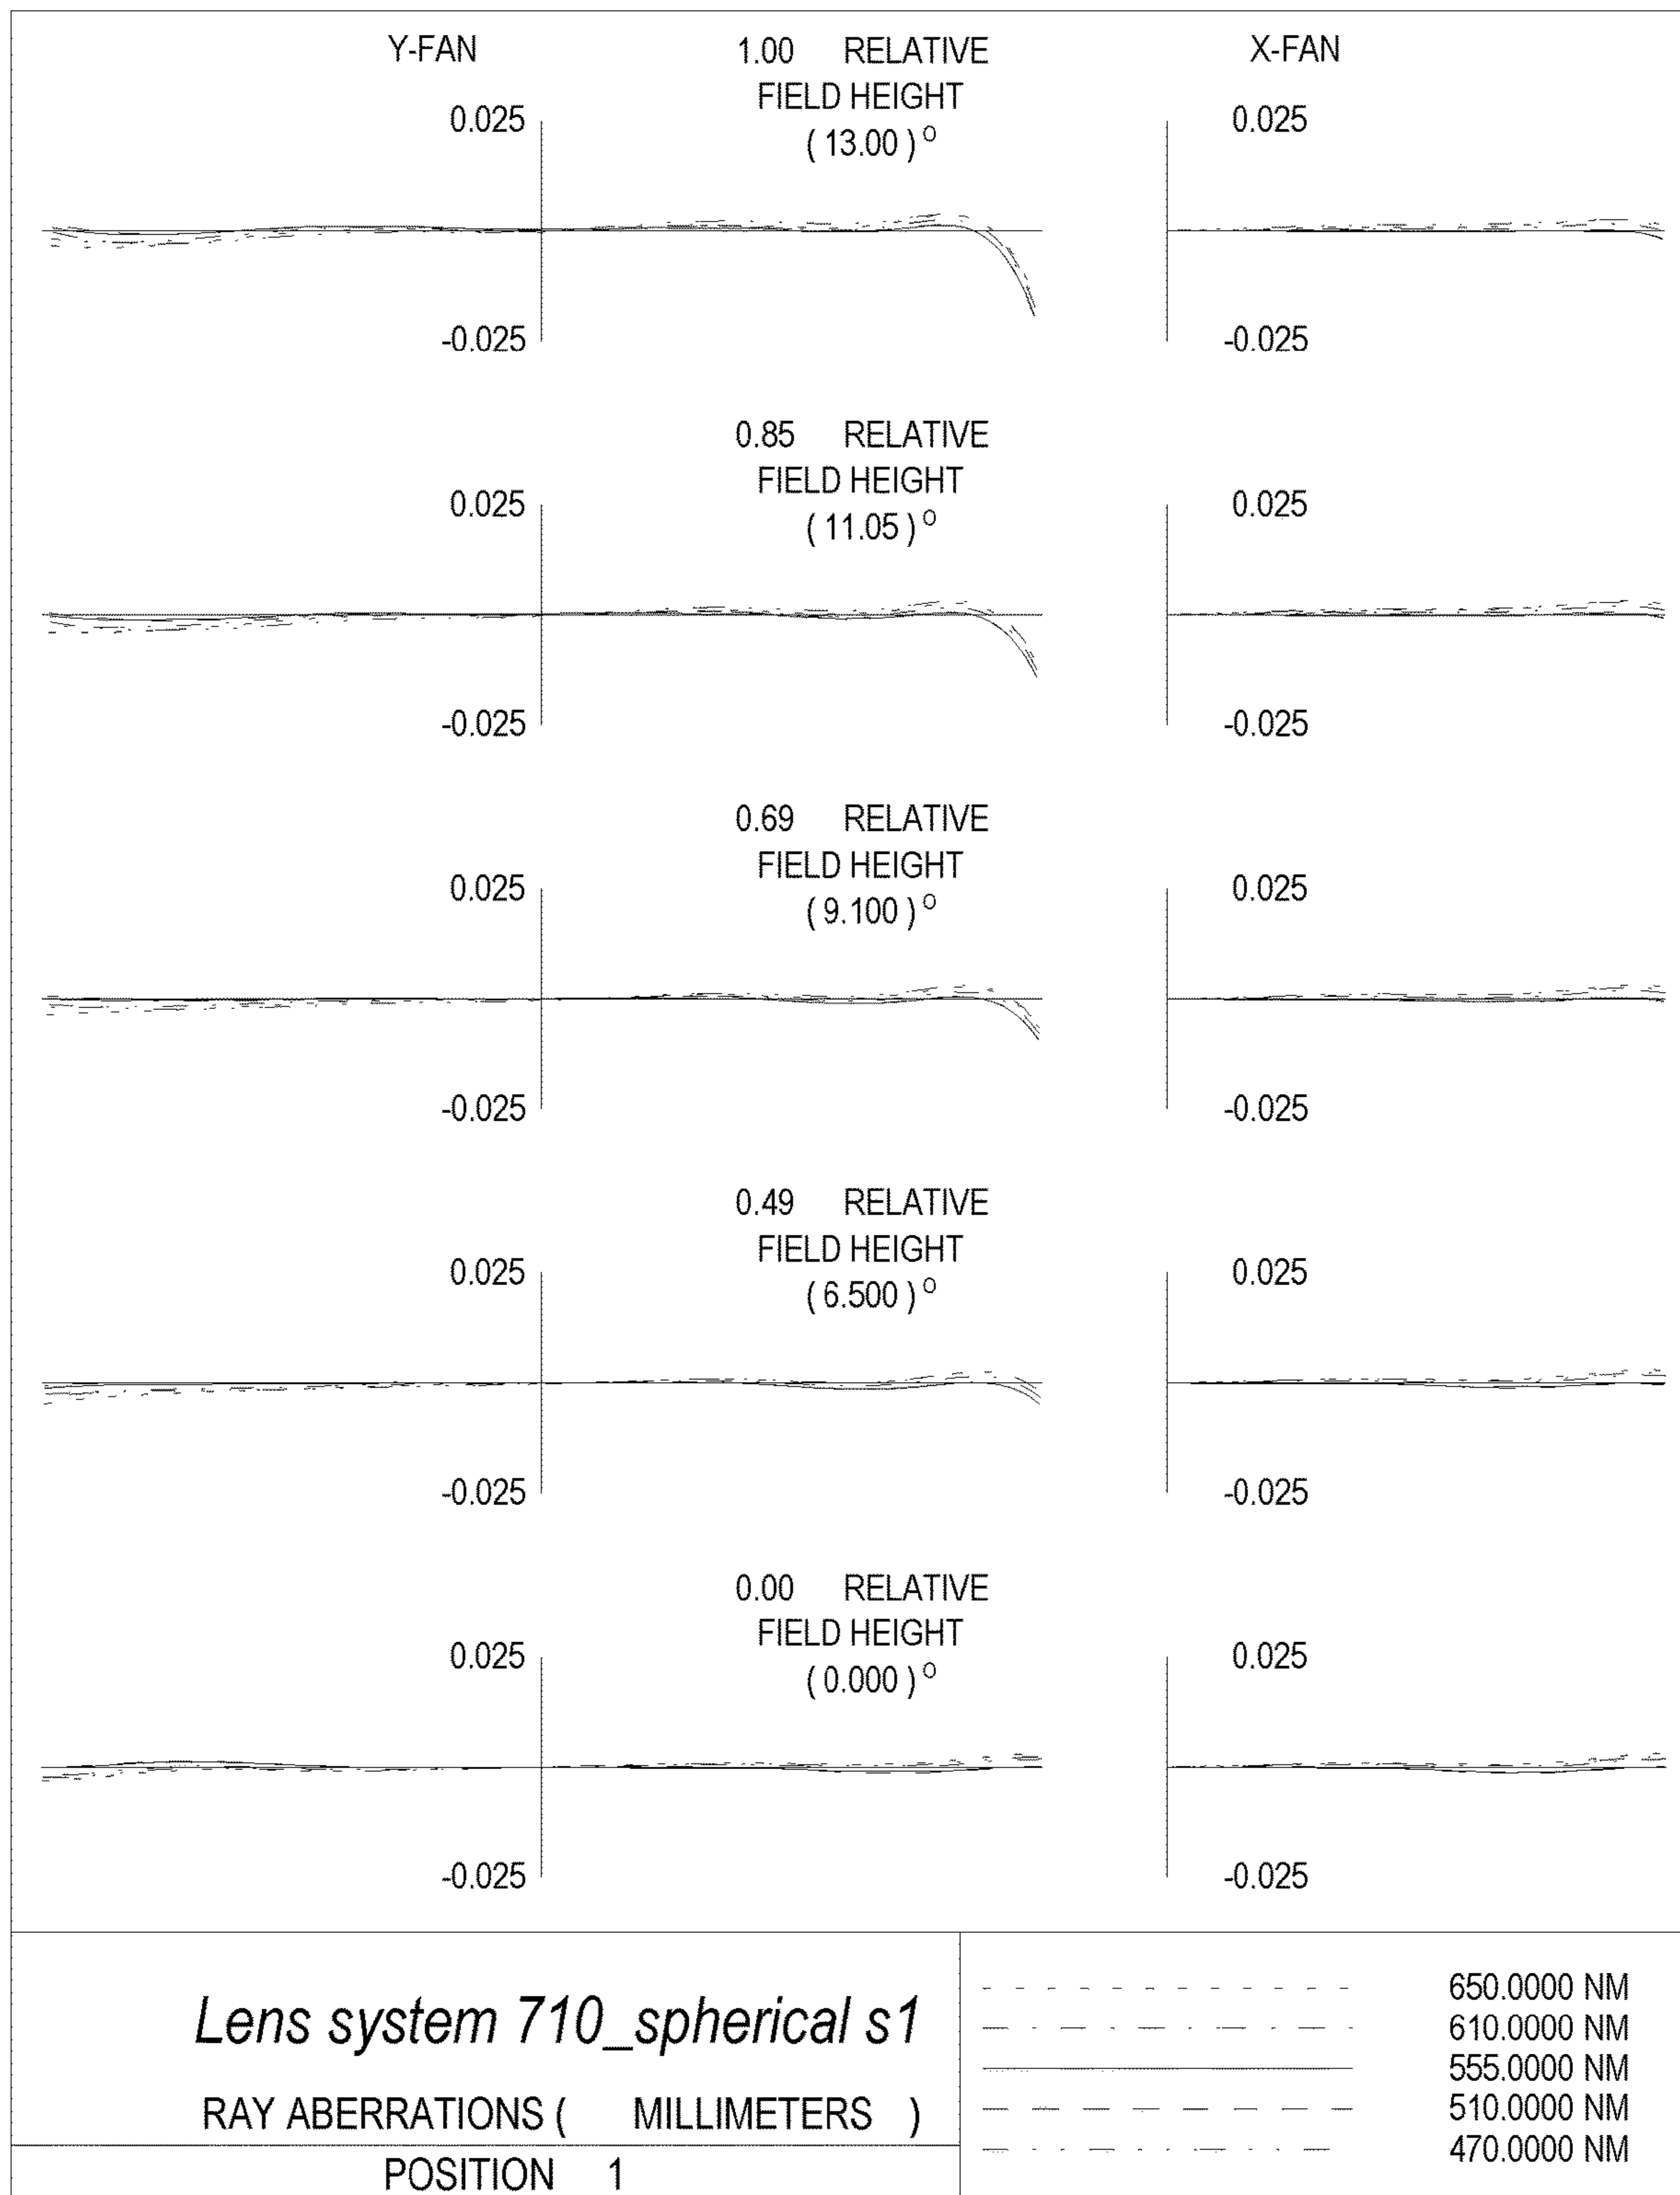 Y-FAN 1.00 RELATIVE X-FAN
FIELD HEIGHT
0.025 ( 13.00 ) O 0.025
-0.025 -0.025
0.85 RELATIVE
FIELD HEIGHT
0.025 ( 11.05 ) O 0.025
-0.025 -0.025
0.69 RELATIVE
FIELD HEIGHT
0.025 ( 9.100 ) O 0.025
-0.025 -0.025
0.49 RELATIVE
FIELD HEIGHT
0.025 ( 6.500 ) O 0.025
-0.025 -0.025
0.00 RELATIVE
FIELD HEIGHT
0.025 ( 0.000 ) O 0.025
-0.025 -0.025
Lens system 710_spherical s1
RAY ABERRATIONS ( MILLIMETERS )
POSITION 1
650.0000 NM
610.0000 NM
555.0000 NM
510.0000 NM
470.0000 NM